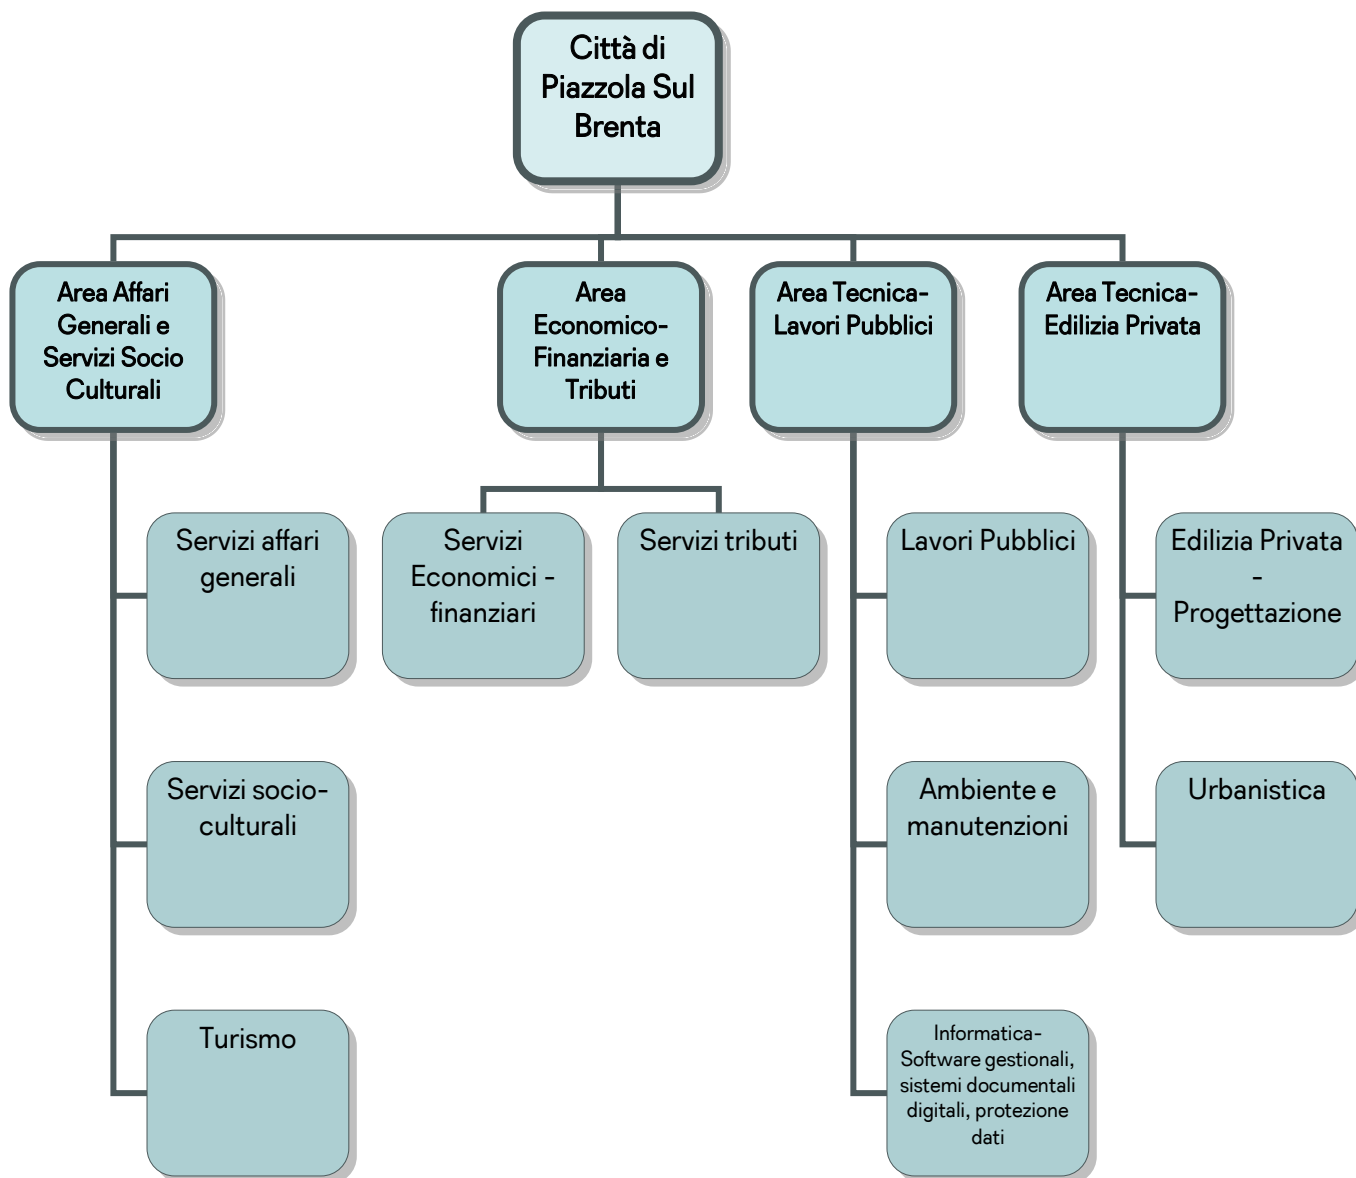 Città di
Piazzola Sul
Brenta
Area Affari
Generali e
Servizi Socio
Culturali
Area
Economico-
Finanziaria e
Tributi
Area Tecnica-
Lavori Pubblici
Area Tecnica-
Edilizia Privata
Servizi affari
generali
Servizi
Economici -
finanziari
Servizi tributi
Lavori Pubblici
Edilizia Privata
-
Progettazione
Servizi socio-
culturali
Ambiente e
manutenzioni
Urbanistica
Turismo
Informatica-
Software gestionali,
sistemi documentali
digitali, protezione
dati